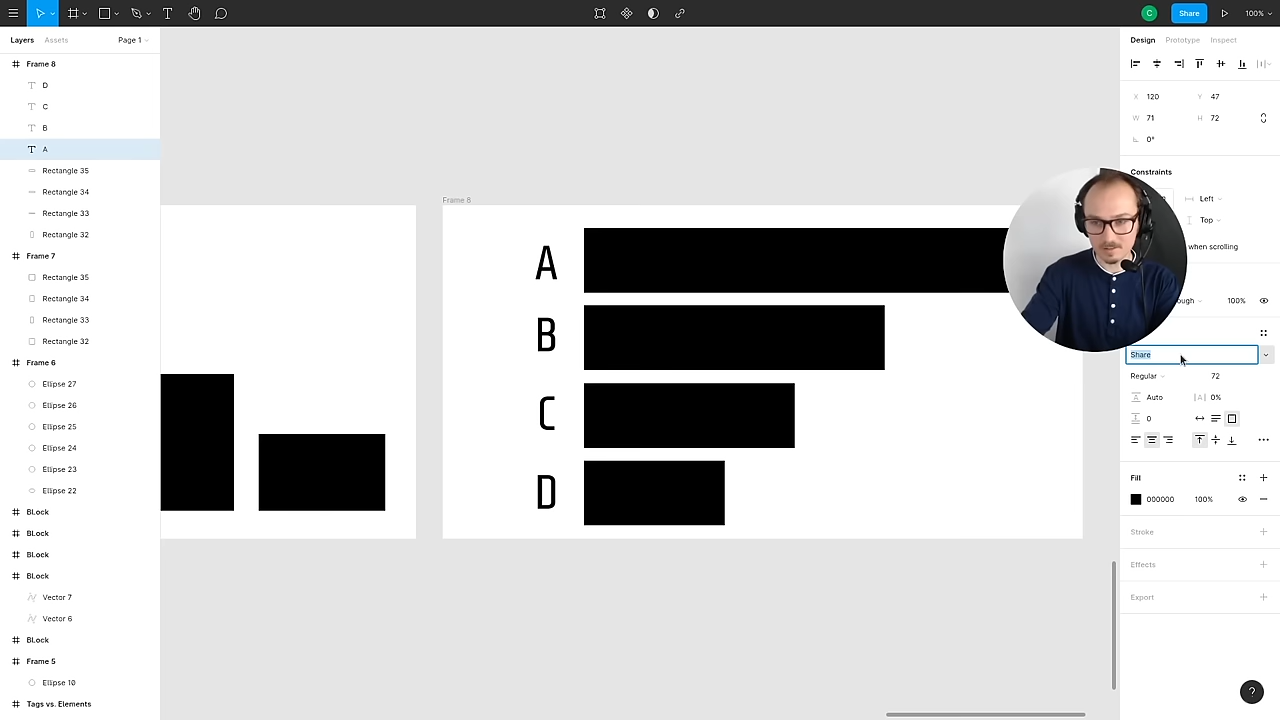 C
Share
100%
Layers
Assets
Page 1
Design
Prototype
Inspect
Frame 8
D
C
B
A
Rectangle 35
Rectangle 34
Rectangle 33
Rectangle 32
Frame 7
Rectangle 35
Rectangle 34
Rectangle 33
Rectangle 32
Frame 6
Ellipse 27
Ellipse 26
Ellipse 25
Ellipse 24
Ellipse 23
Ellipse 22
Block
Block
Block
Block
Vector 7
Vector 6
Block
Frame 5
Ellipse 10
Tags vs. Elements
Frame 8
A
B
C
D
X 120 Y 47
W 71 H 72
0°
Constraints
Left
Top
when scrolling
100%
Share
Regular 72
Auto |A| 0%
0
Fill
000000 100%
Stroke
Effects
Export
?